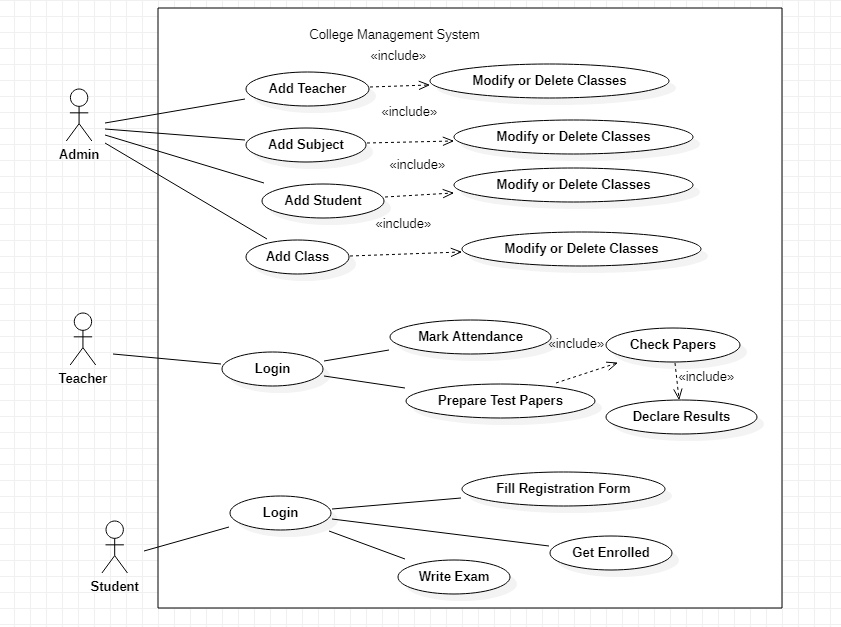 College Management System
«include»
Add Teacher
Modify or Delete Classes
«include»
Add Subject
Modify or Delete Classes
Admin
«include»
Add Student
Modify or Delete Classes
«include»
Add Class
Modify or Delete Classes
Mark Attendance
«include»
Check Papers
Teacher
Login
«include»
Prepare Test Papers
Declare Results
Fill Registration Form
Login
Get Enrolled
Student
Write Exam